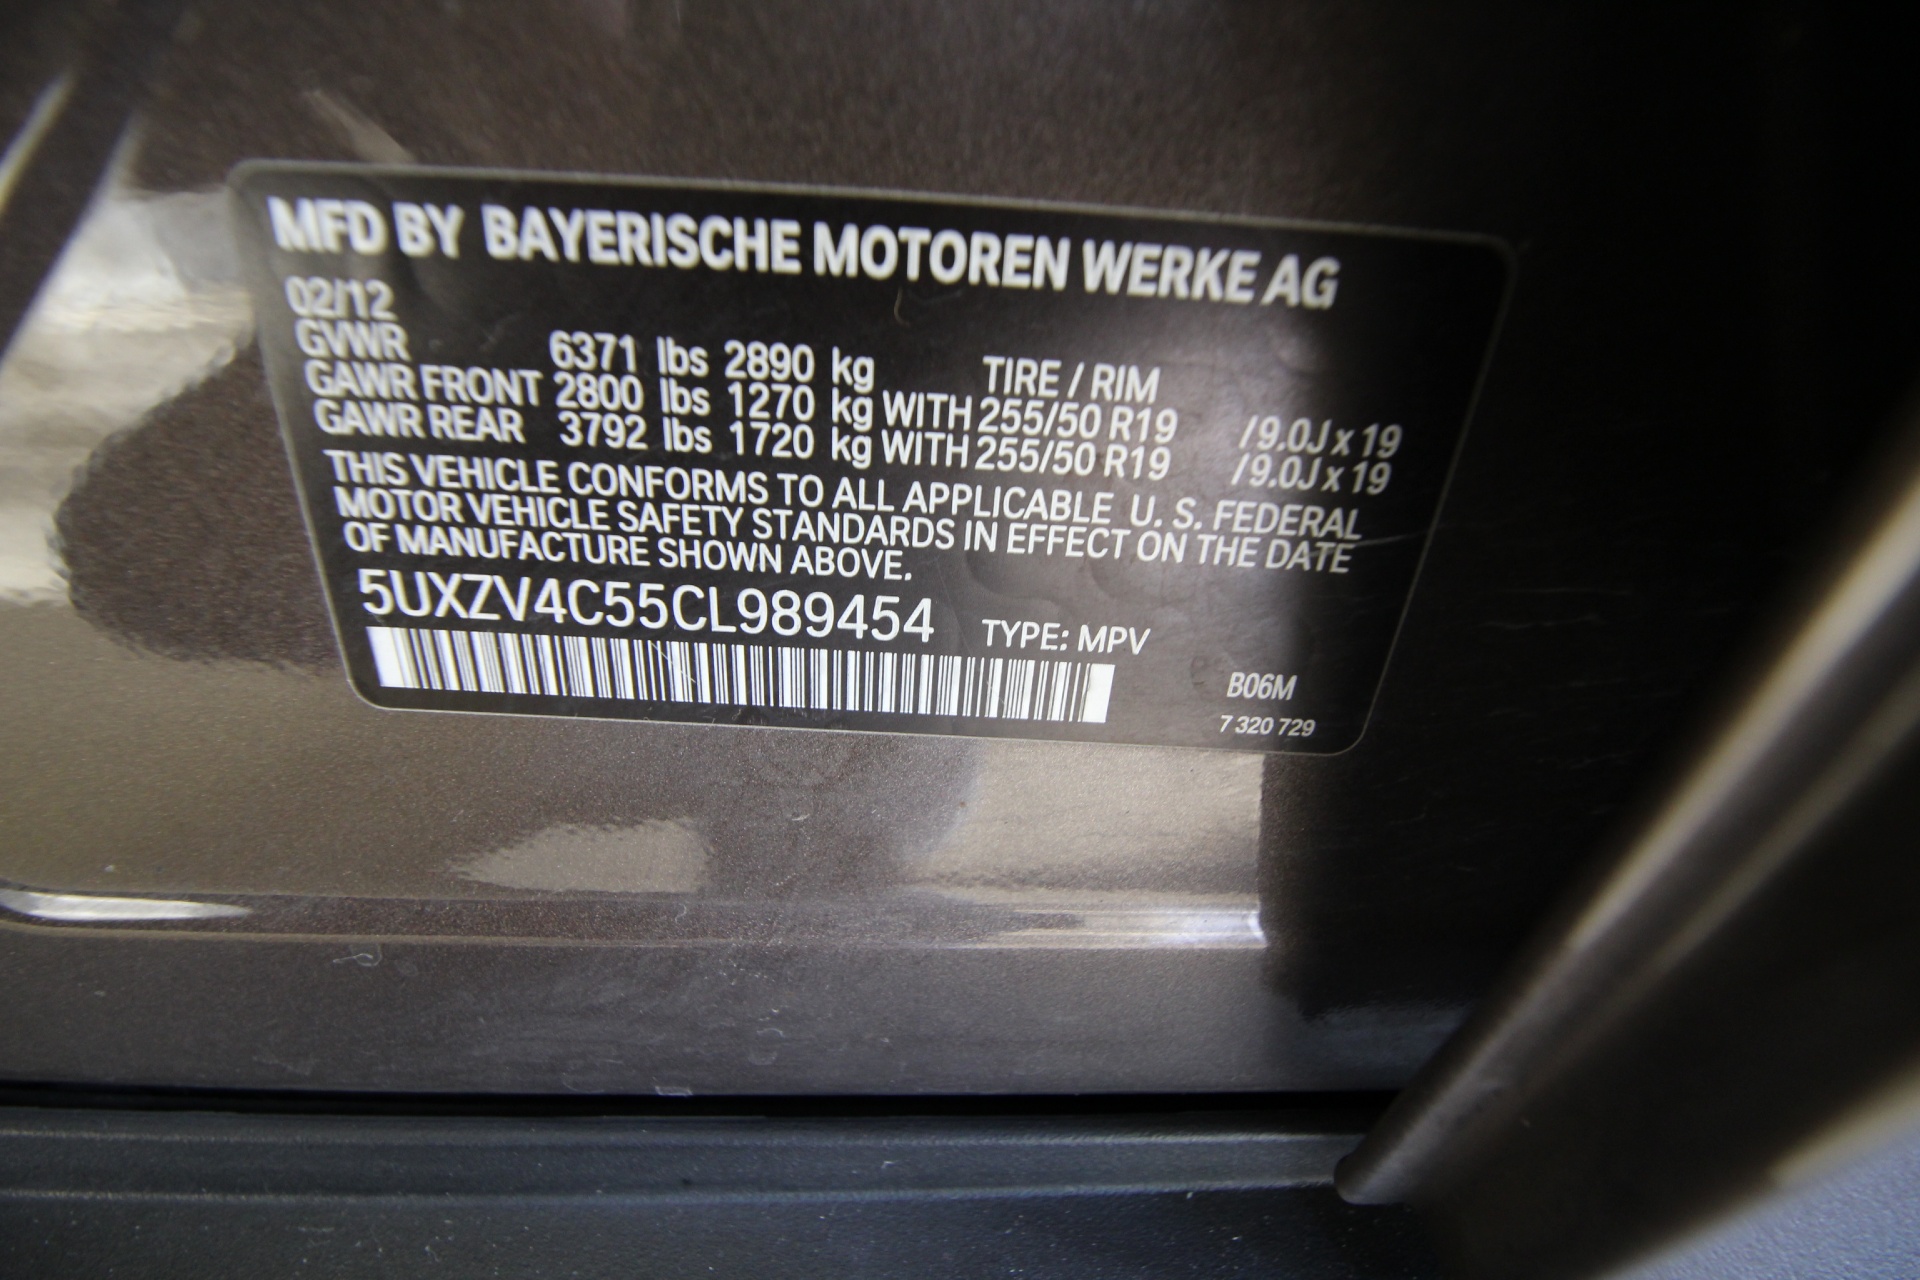 MFD BY BAYERISCHE MOTOREN WERKE AG
02/12
GVWR 6371 lbs 2890 kg TIRE / RIM
GAWR FRONT 2800 lbs 1270 kg WITH 255/50 R19 /9.0J x 19
GAWR REAR 3792 lbs 1720 kg WITH 255/50 R19 /9.0J x 19
THIS VEHICLE CONFORMS TO ALL APPLICABLE U. S. FEDERAL
MOTOR VEHICLE SAFETY STANDARDS IN EFFECT ON THE DATE
OF MANUFACTURE SHOWN ABOVE.
5UXZV4C55CL989454 TYPE: MPV
B06M
7 320 729